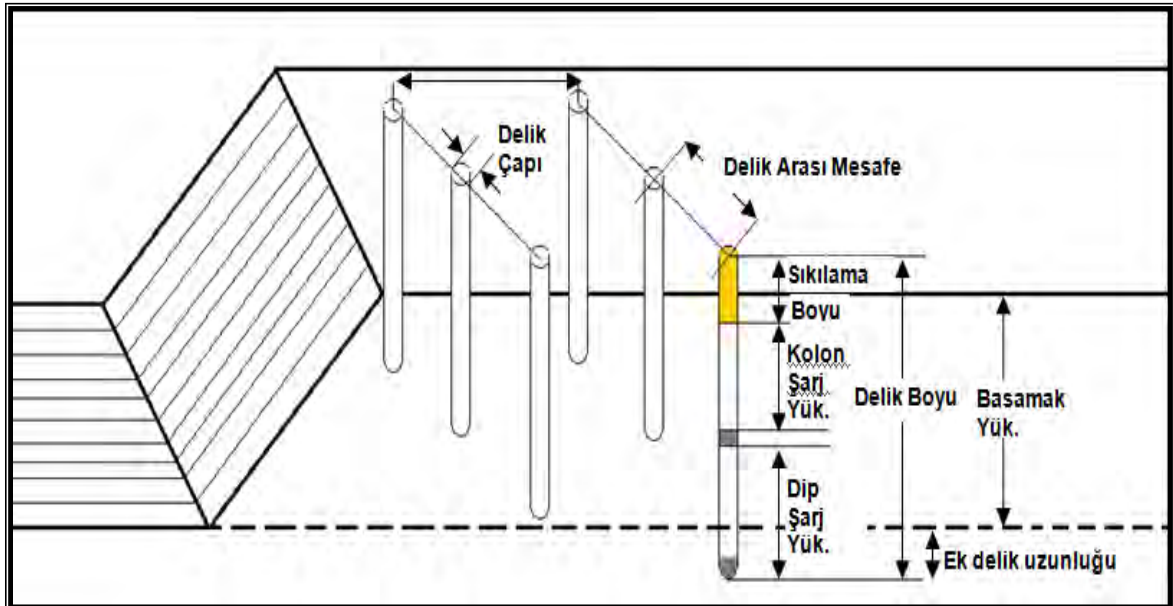 Delik
Çapı
Delik Arası Mesafe
Sıkılama
Boyu
Kolon
Şarj
Yük.
Delik Boyu
Basamak
Yük.
Dip
Şarj
Yük.
Ek delik uzunluğu